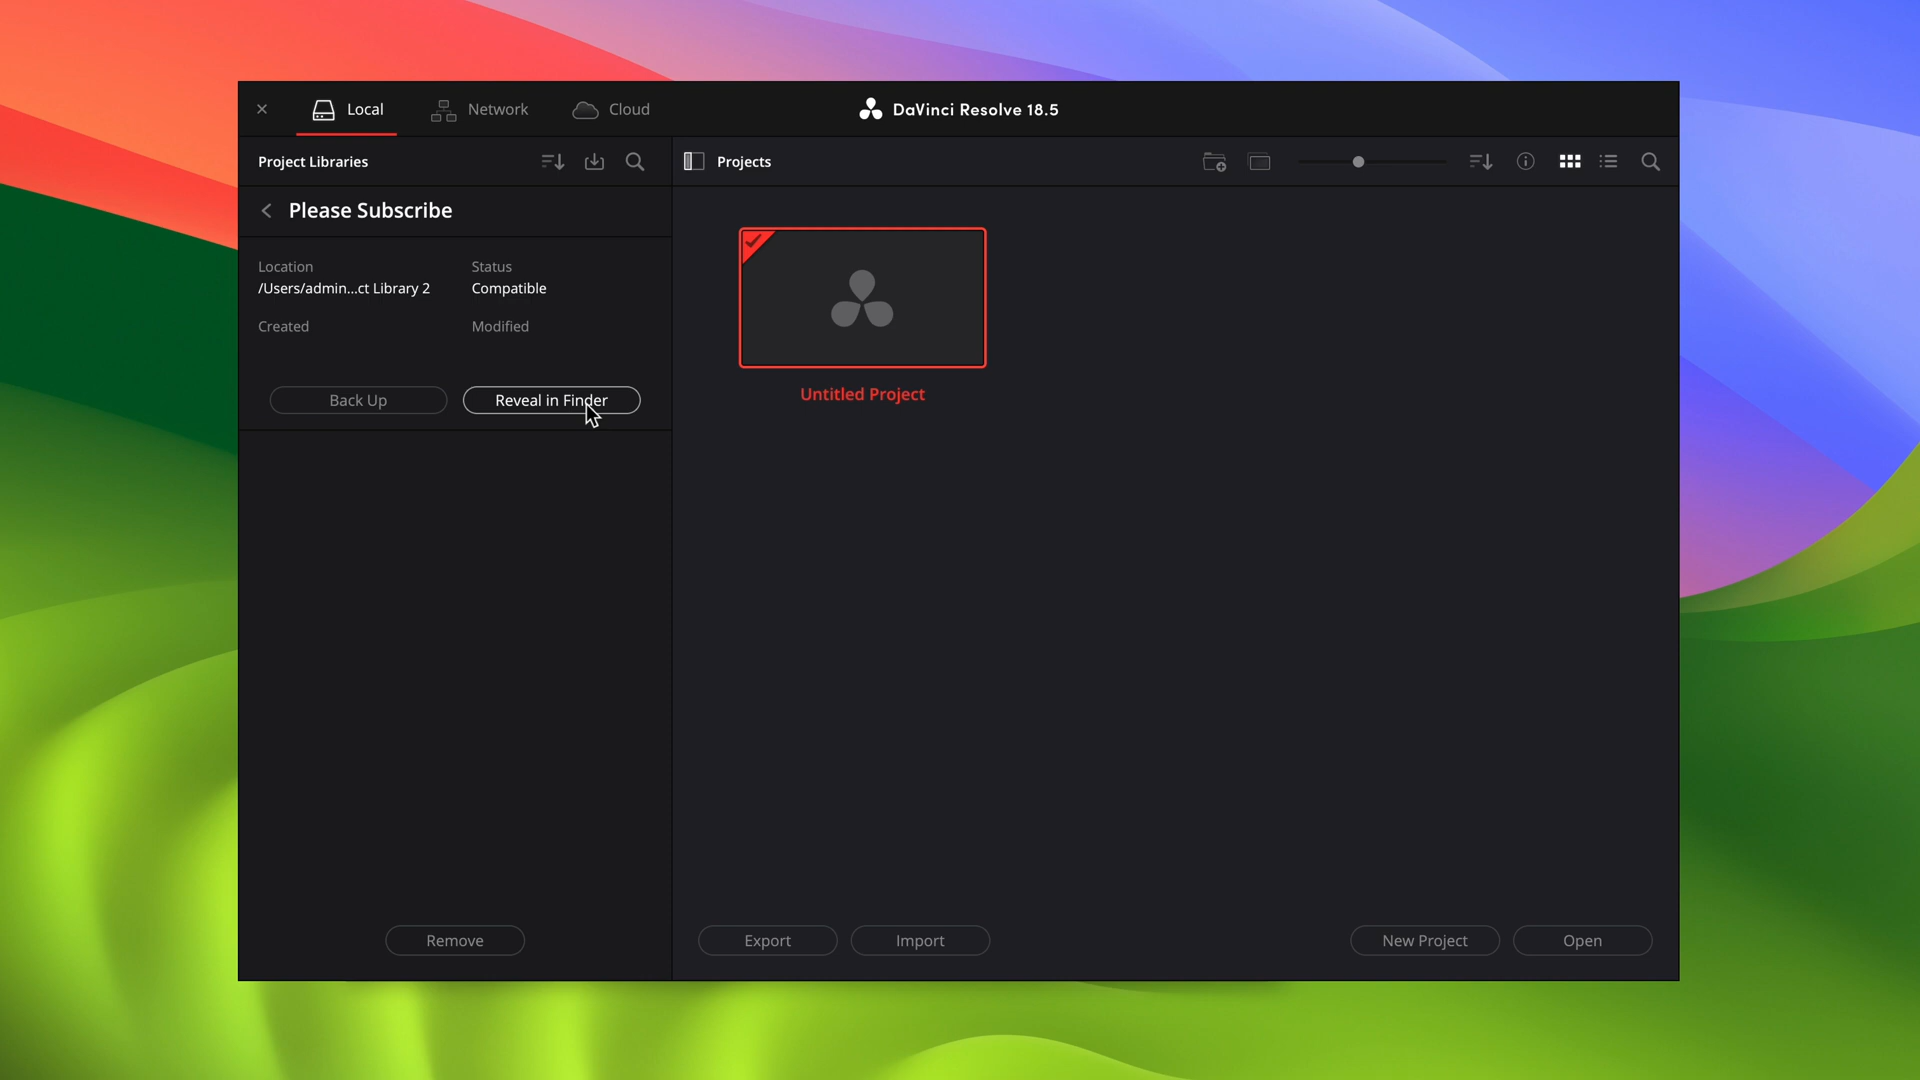 Local
Network
Cloud
DaVinci Resolve 18.5
Project Libraries
Projects
Please Subscribe
Location
Status
/Users/admin...ct Library 2
Compatible
Created
Modified
Back Up
Reveal in Finder
Untitled Project
Remove
Export
Import
New Project
Open